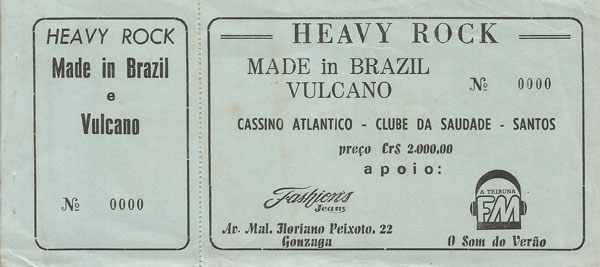 HEAVY ROCK
Made in Brazil
e
Vulcano
Nº 0000
HEAVY ROCK
MADE in BRAZIL
VULCANO
Nº 0000
CASSINO ATLANTICO - CLUBE DA SAUDADE - SANTOS
preço Cr$ 2.000,00
apoio:
Fashion's
Jeans
Av. Mal. Floriano Peixoto, 22
Gonzaga
A TRIBUNA
FM
O Som do Verão